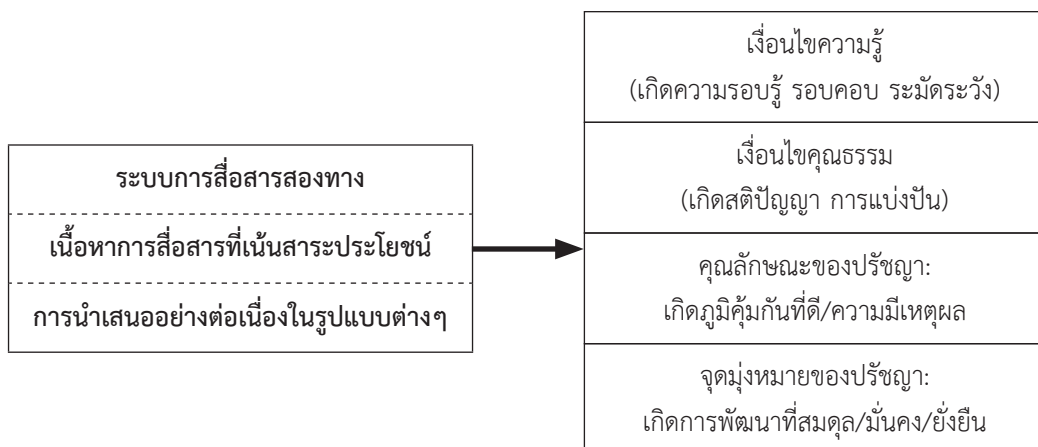 ระบบการสื่อสารสองทาง
เนื้อหาการสื่อสารที่เน้นสาระประโยชน์
การนำเสนออย่างต่อเนื่องในรูปแบบต่างๆ
เงื่อนไขความรู้
(เกิดความรอบรู้ รอบคอบ ระมัดระวัง)
เงื่อนไขคุณธรรม
(เกิดสติปัญญา การแบ่งปัน)
คุณลักษณะของปรัชญา:
เกิดภูมิคุ้มกันที่ดี/ความมีเหตุผล
จุดมุ่งหมายของปรัชญา:
เกิดการพัฒนาที่สมดุล/มั่นคง/ยั่งยืน